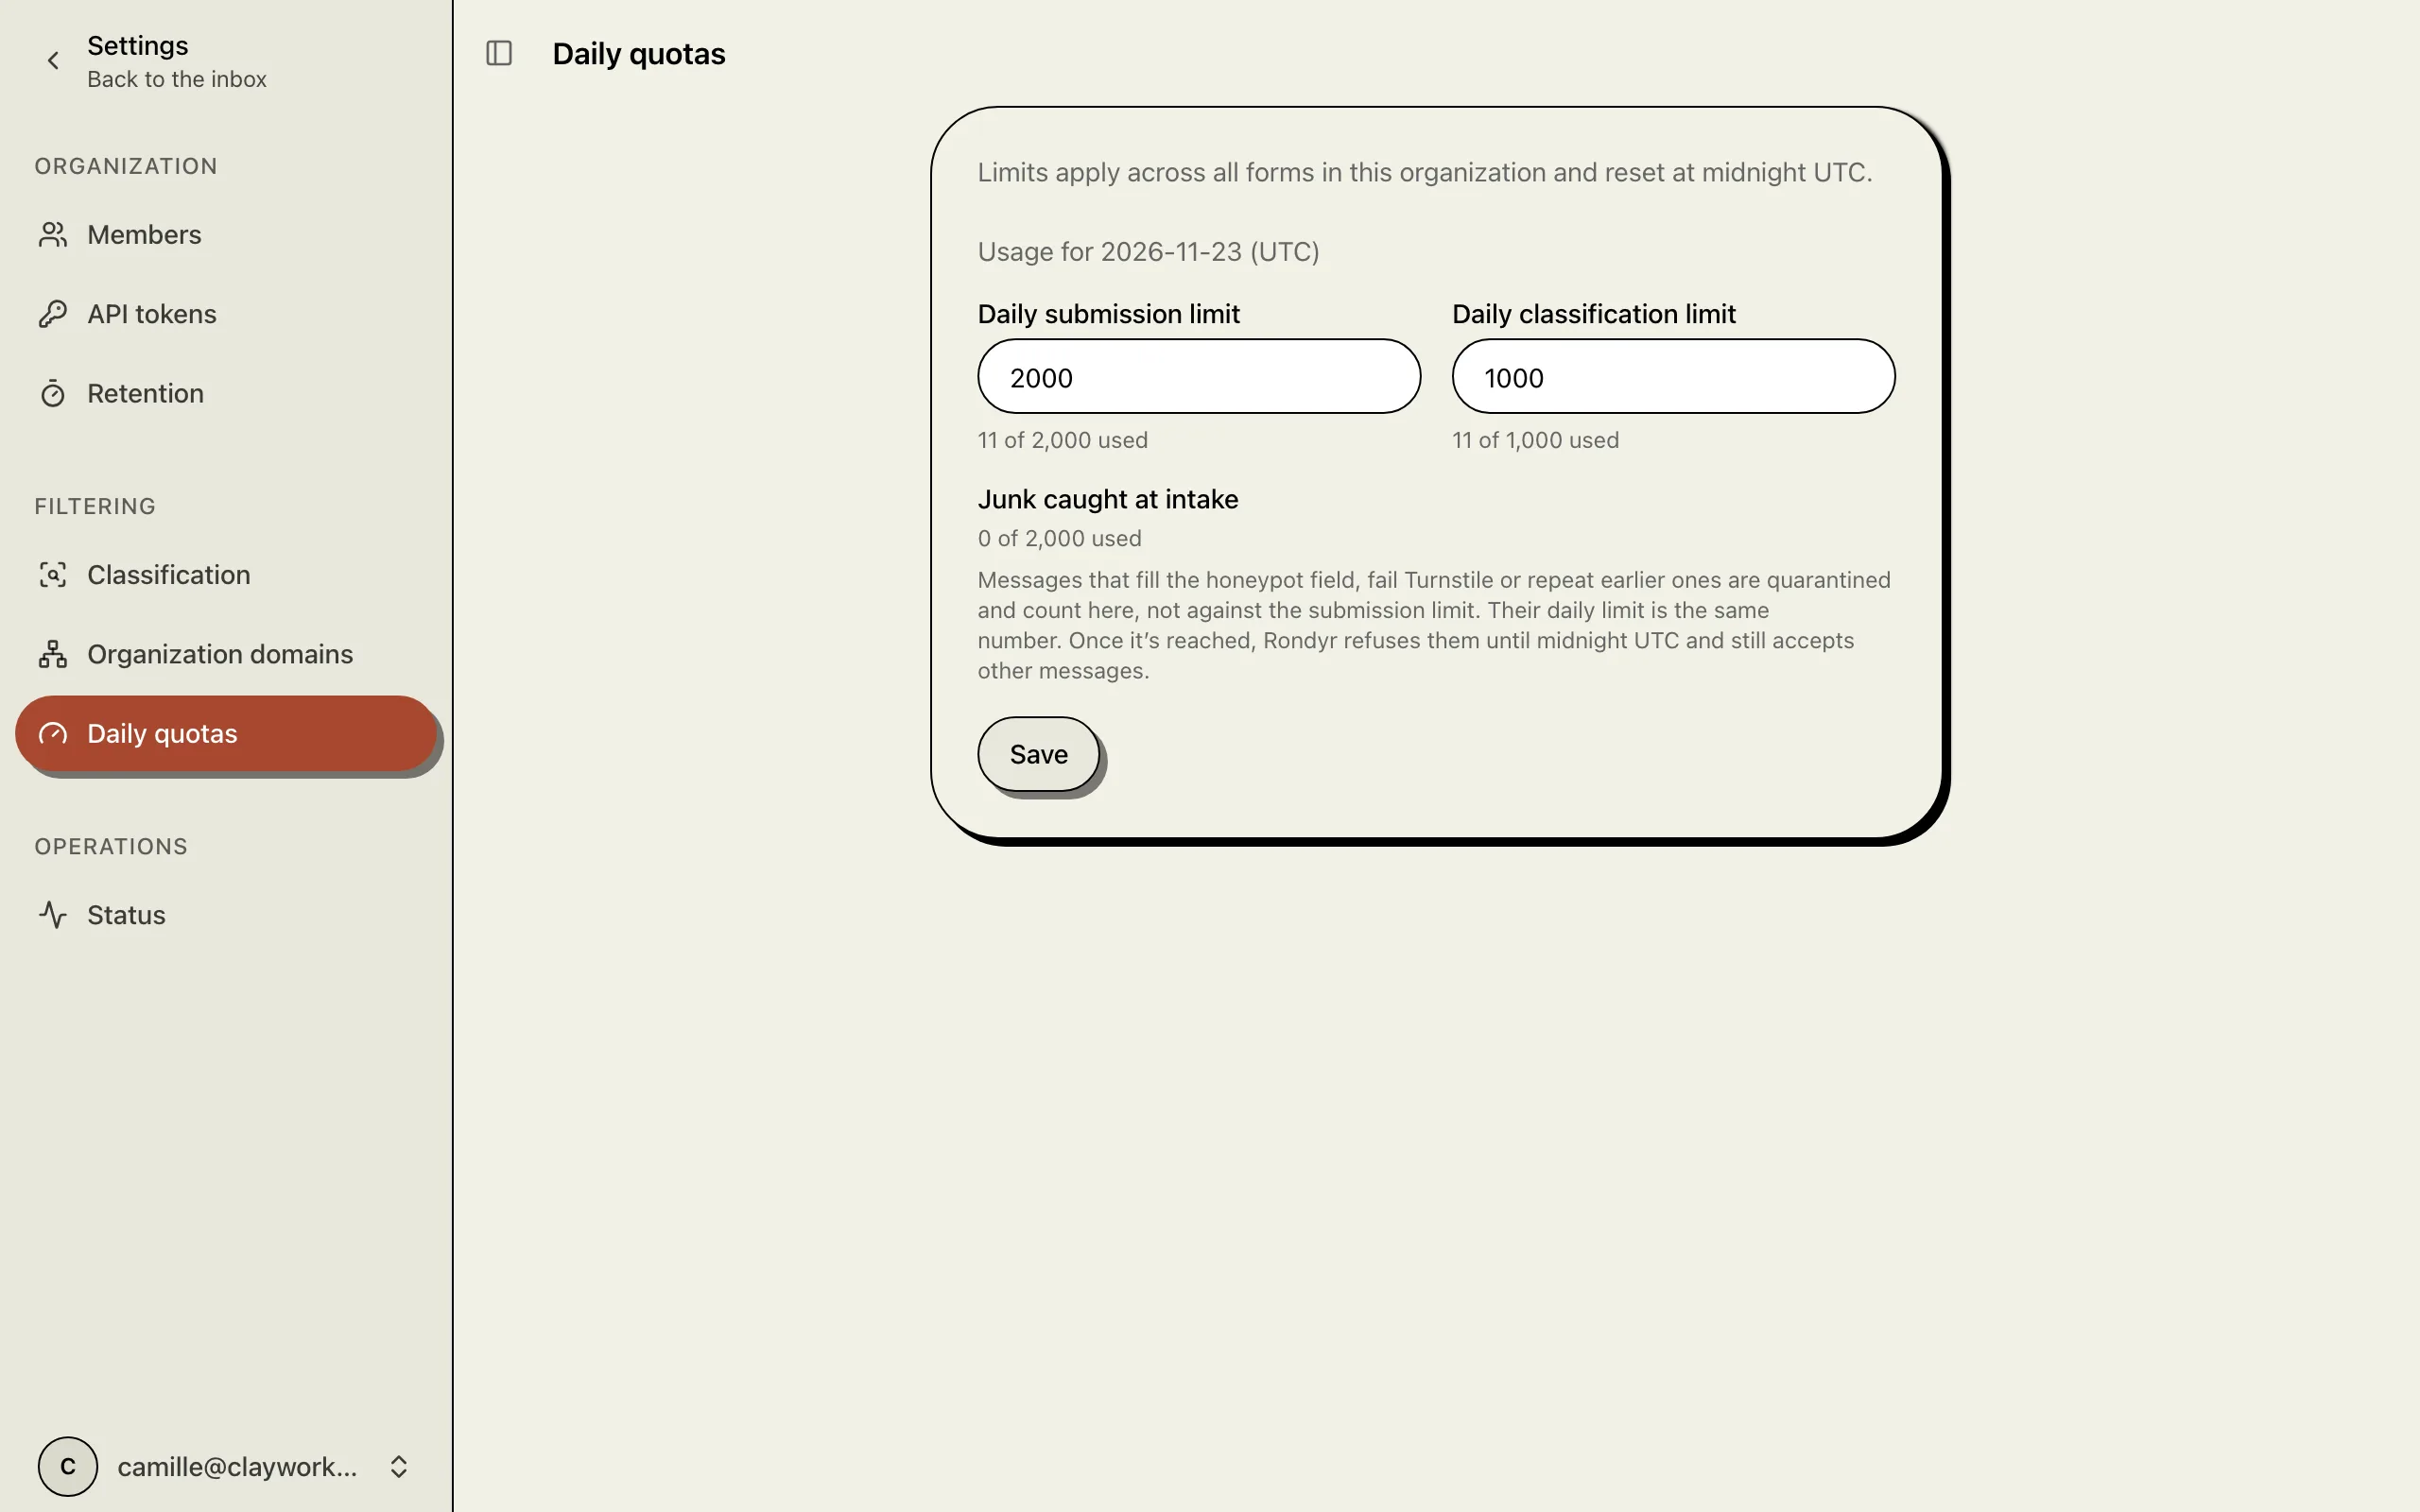 Settings
Back to the inbox
ORGANIZATION
Members
API tokens
Retention
FILTERING
Classification
Organization domains
Daily quotas
OPERATIONS
Status
C
camille@claywork...
Daily quotas
Limits apply across all forms in this organization and reset at midnight UTC.
Usage for 2026-11-23 (UTC)
Daily submission limit
2000
11 of 2,000 used
Daily classification limit
1000
11 of 1,000 used
Junk caught at intake
0 of 2,000 used
Messages that fill the honeypot field, fail Turnstile or repeat earlier ones are quarantined
and count here, not against the submission limit. Their daily limit is the same
number. Once it’s reached, Rondyr refuses them until midnight UTC and still accepts
other messages.
Save